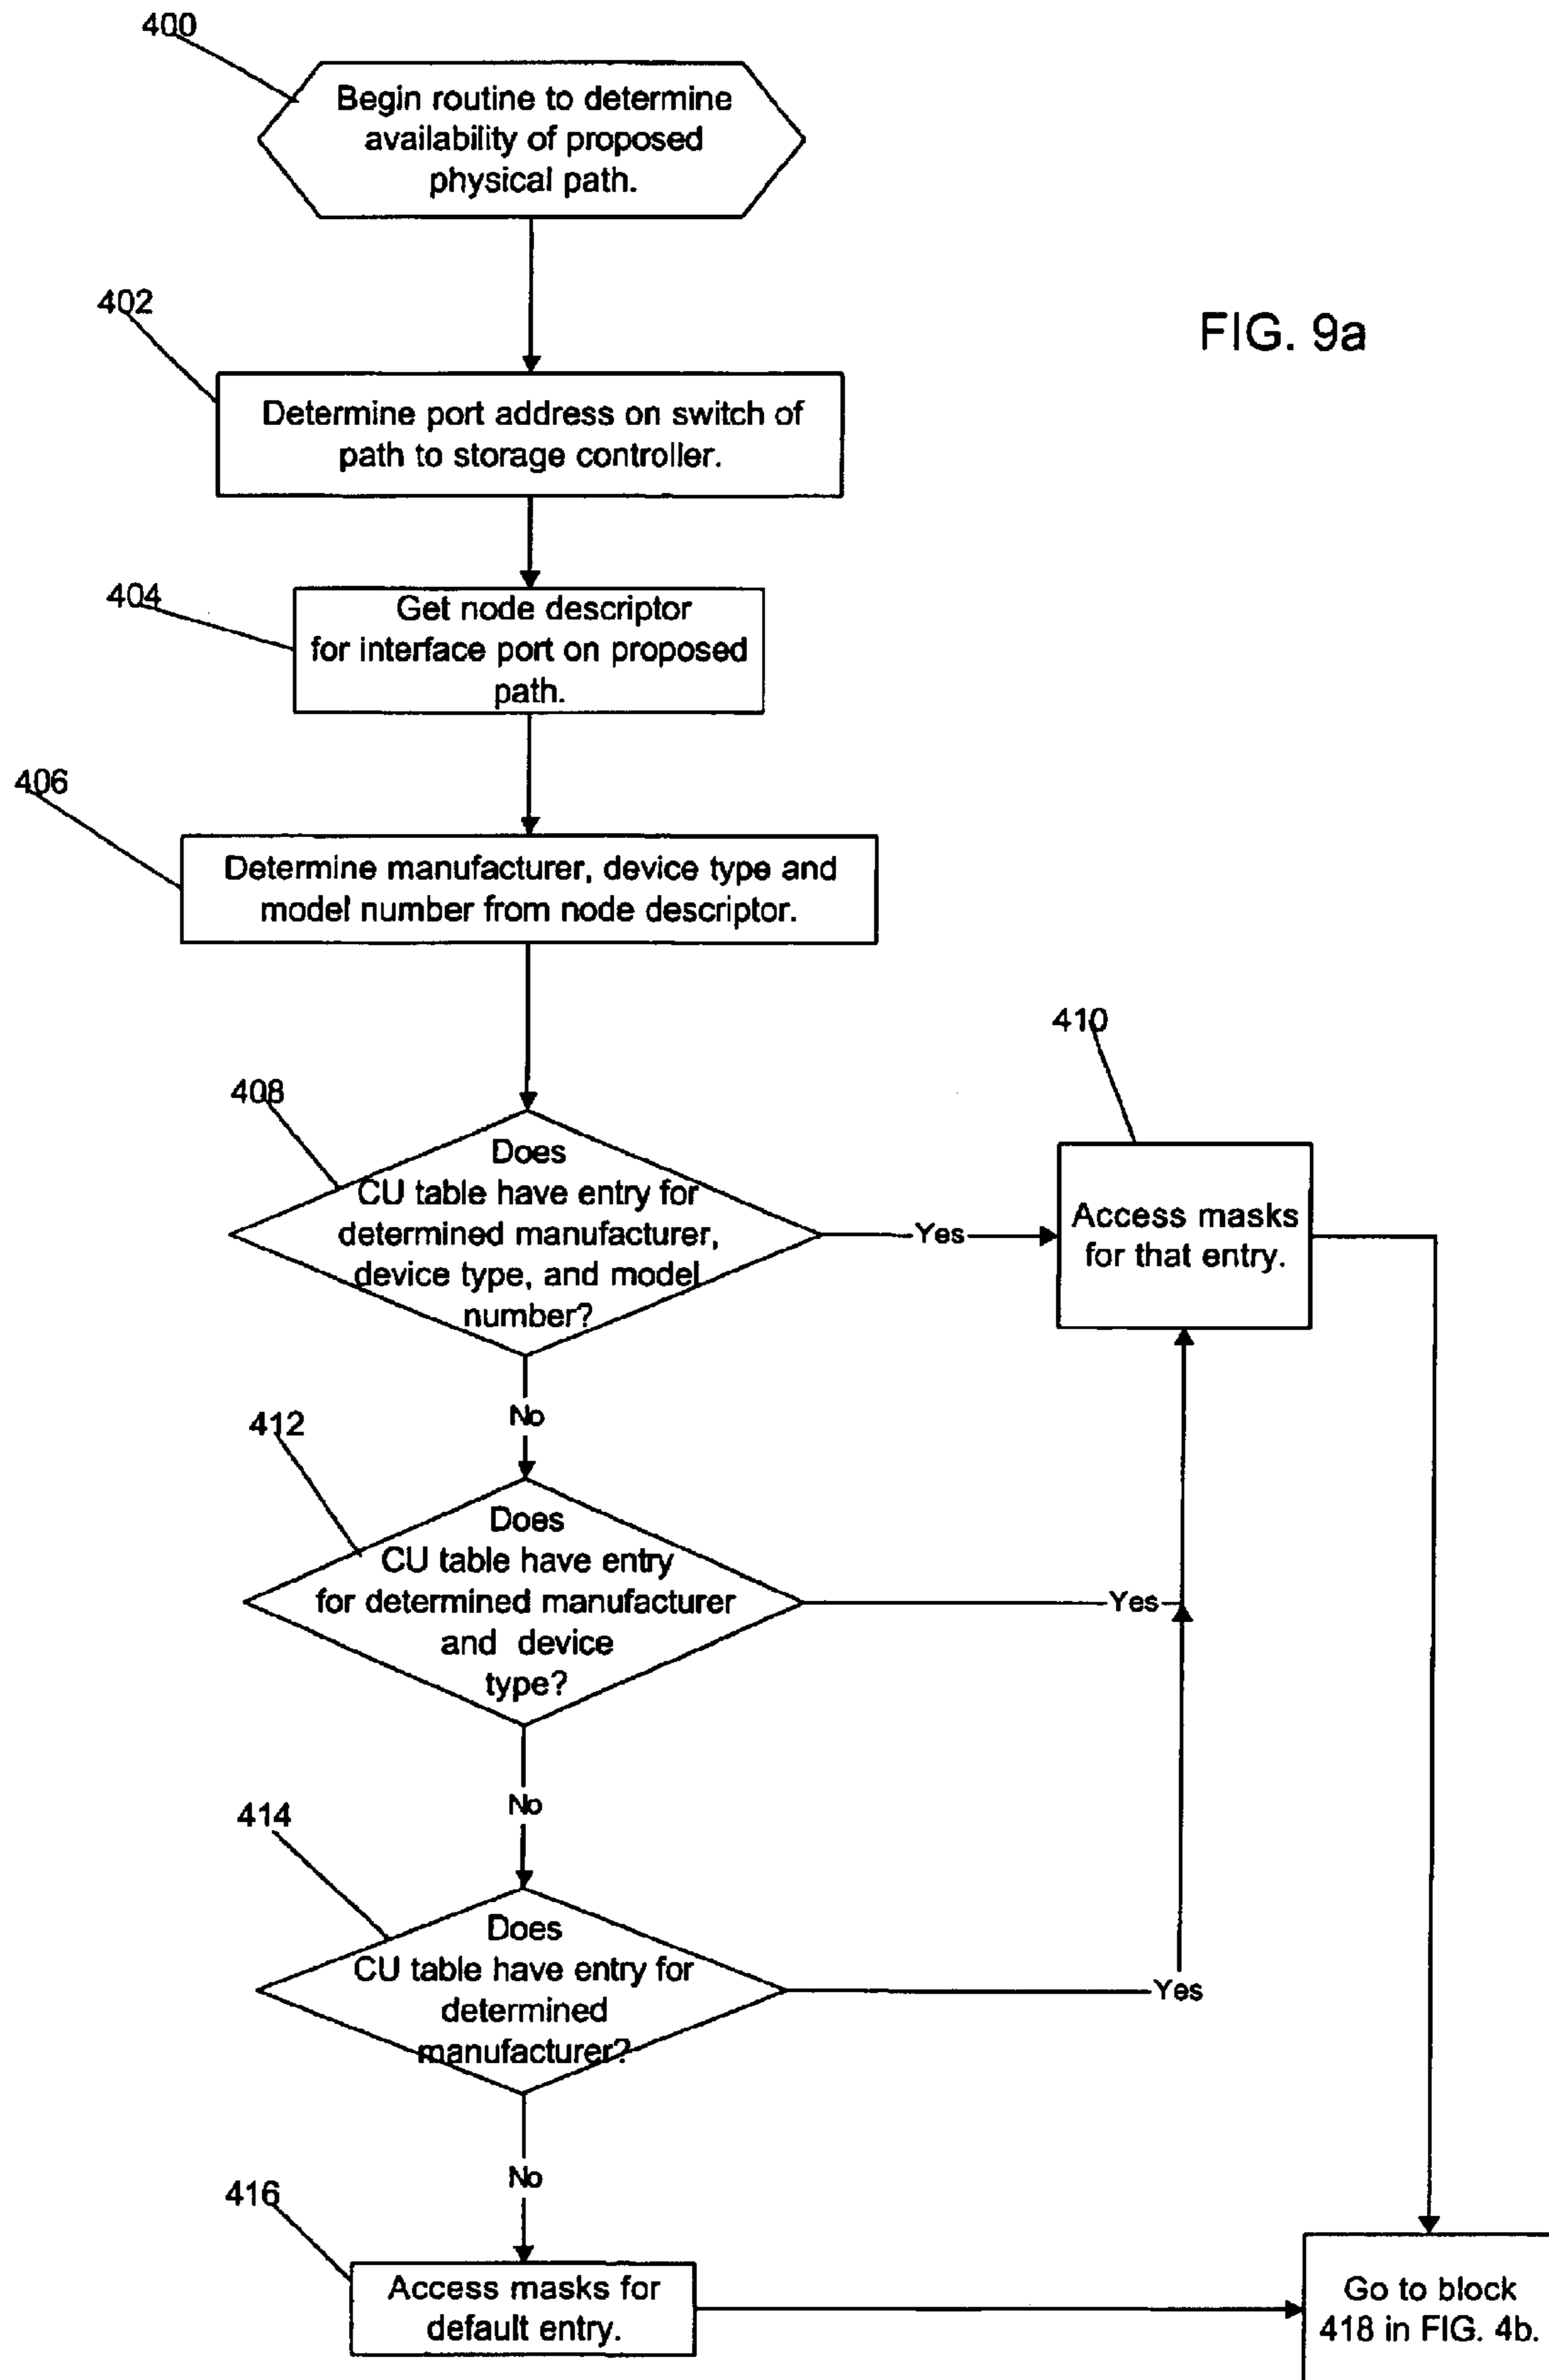 400
Begin routine to determine
availability of proposed
physical path.
402
FIG. 9a
Determine port address on switch of
path to storage controller.
404
Get node descriptor
for interface port on proposed
path.
406
Determine manufacturer, device type and
model number from node descriptor.
410
408
Does
CU table have entry for
determined manufacturer,
device type, and model
number?
Yes
Access masks
for that entry.
No
412
Does
CU table have entry
for determined manufacturer
and device
type?
Yes
No
414
Does
CU table have entry for
determined
manufacturer?
Yes
No
416
Access masks for
default entry.
Go to block
418 in FIG. 4b.